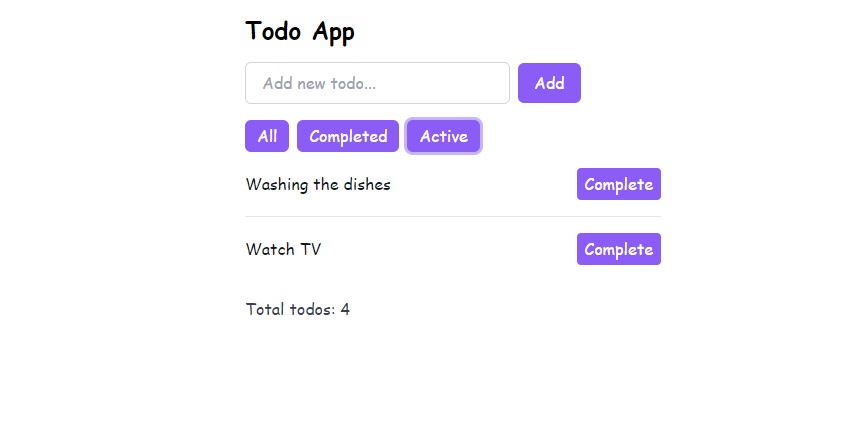 Todo App
Add new todo...
Add
All
Completed
Active
Washing the dishes
Complete
Watch TV
Complete
Total todos: 4